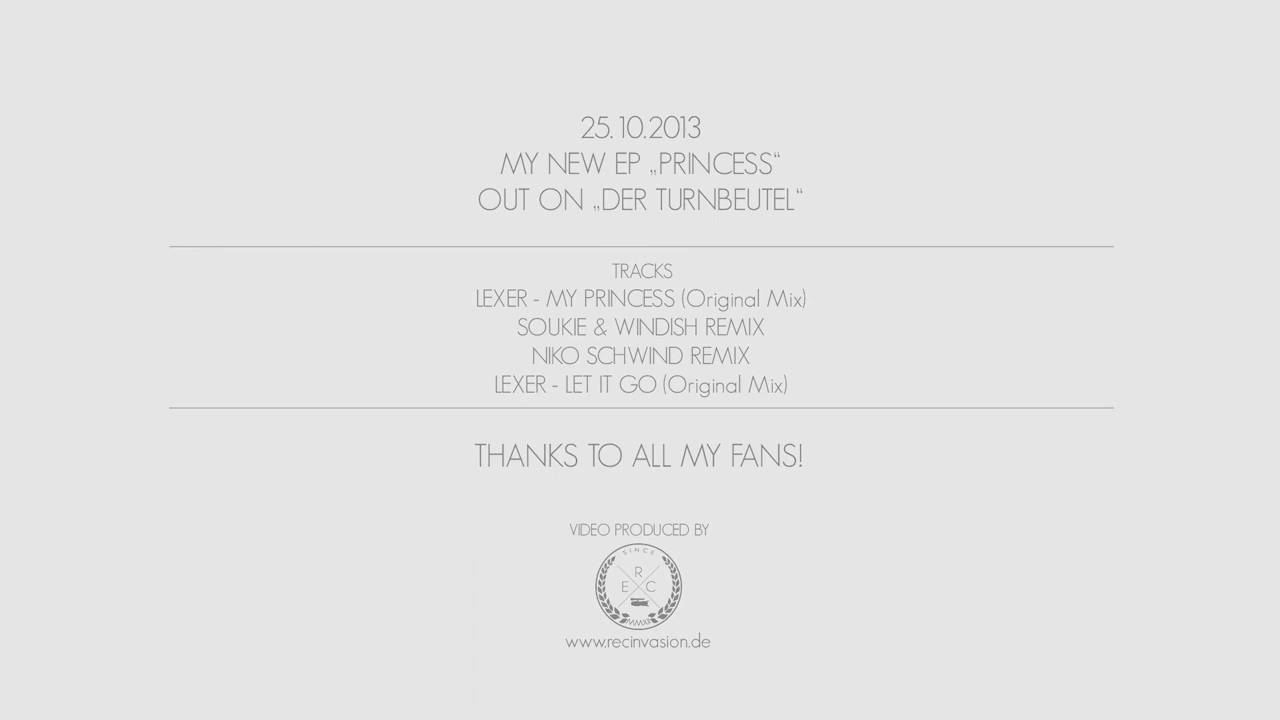 25.10.2013
MY NEW EP „PRINCESS“
OUT ON „DER TURNBEUTEL“
TRACKS
LEXER - MY PRINCESS (Original Mix)
SOUKIE & WINDISH REMIX
NIKO SCHWIND REMIX
LEXER - LET IT GO (Original Mix)
THANKS TO ALL MY FANS!
VIDEO PRODUCED BY
SINCE
R
E C
www.recinvasion.de